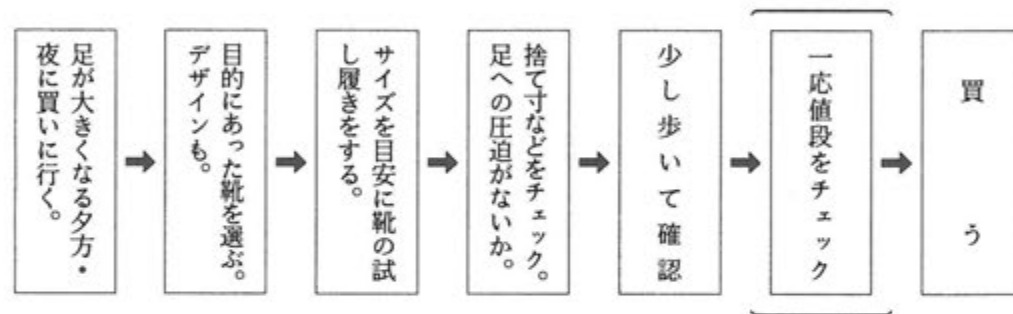 足が大きくなる夕方・
夜に買いに行く。
目的にあった靴を選ぶ。
デザインも。
サイズを目安に靴の試
し履きをする。
捨て寸などをチェック。
足への圧迫がないか。
少し歩いて確認
一応値段をチェック
買う